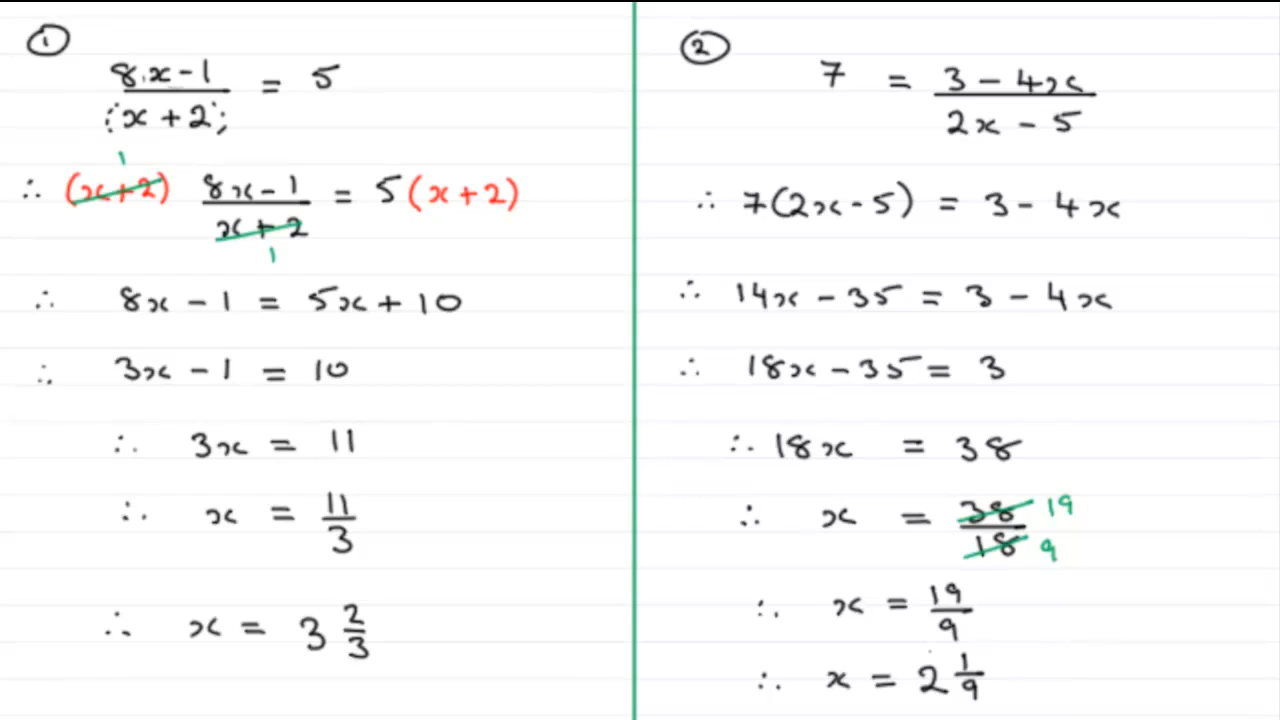 ①
8x - 1 / (x + 2) = 5
∴ (x+2) 8x - 1 / x + 2 = 5 (x + 2)
1
1
∴ 8x - 1 = 5x + 10
∴ 3x - 1 = 10
∴ 3x = 11
∴ x = 11/3
∴ x = 3 2/3
②
7 = 3 - 4x / 2x - 5
∴ 7(2x - 5) = 3 - 4x
∴ 14x - 35 = 3 - 4x
∴ 18x - 35 = 3
∴ 18x = 38
∴ x = 38/18 19/9
∴ x = 19/9
∴ x = 2 1/9